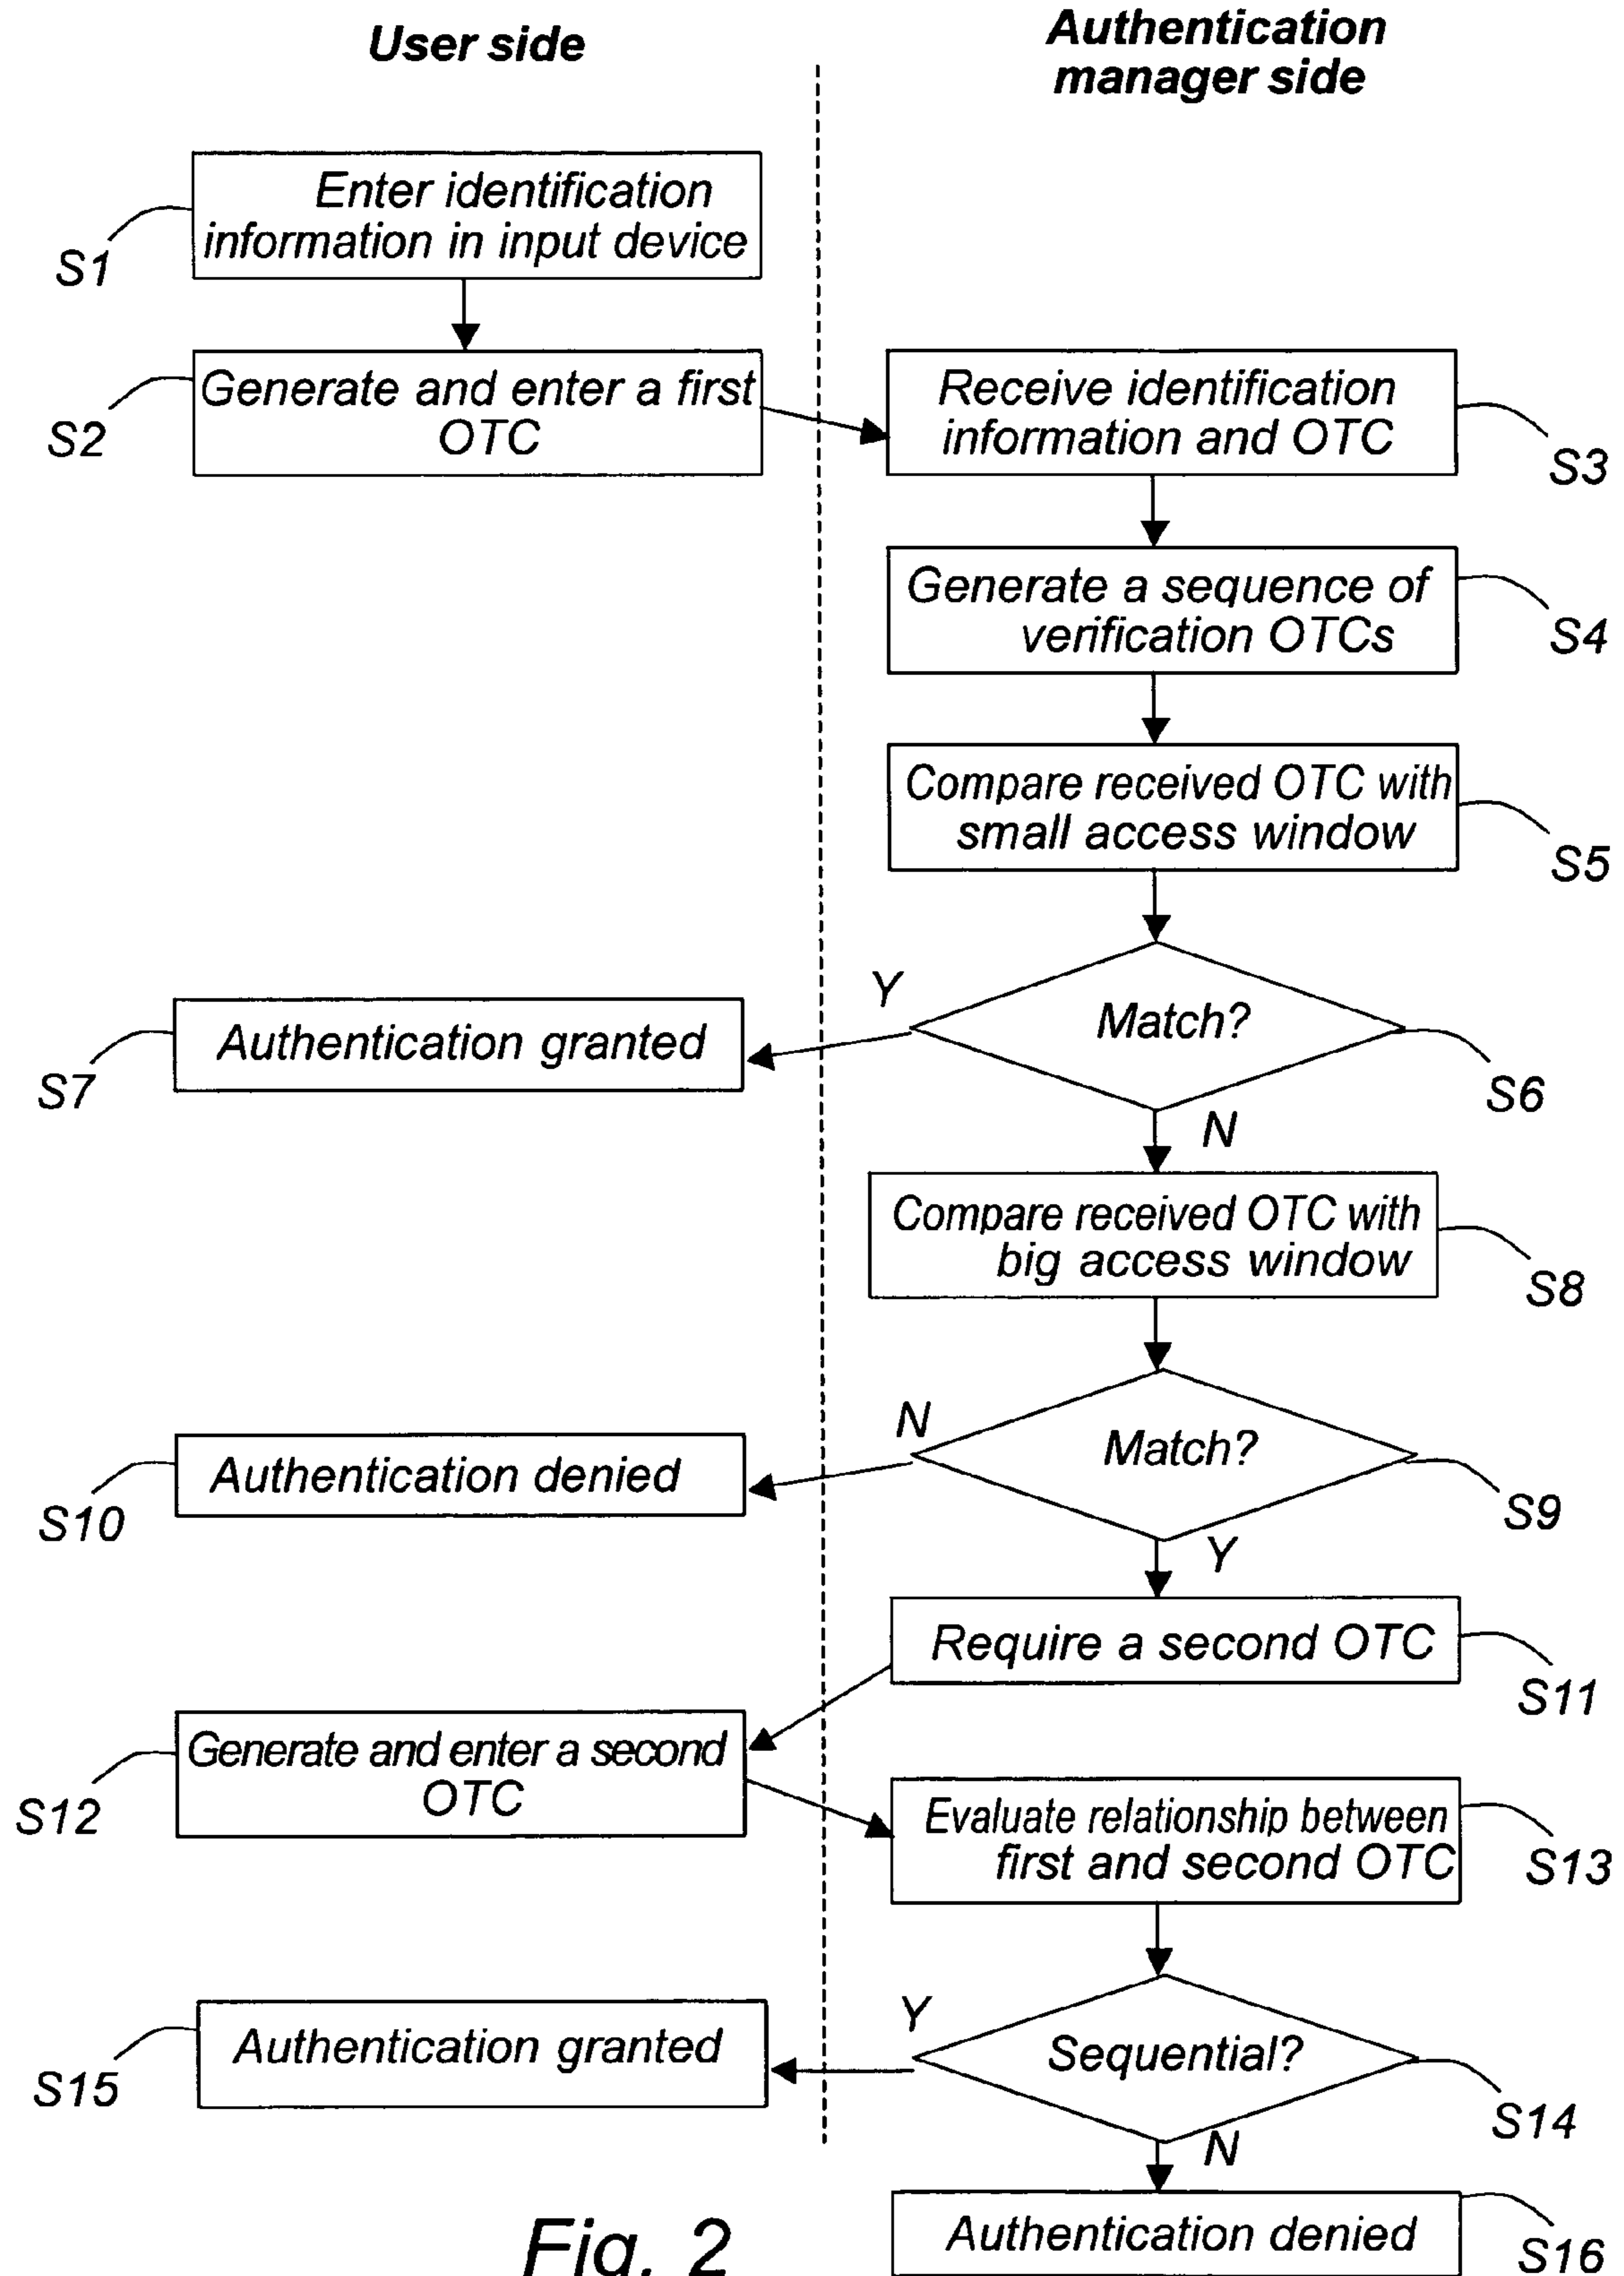 User side
Authentication
manager side
Enter identification
information in input device
S1
Generate and enter a first
OTC
S2
Receive identification
information and OTC
S3
Generate a sequence of
verification OTCs
S4
Compare received OTC with
small access window
S5
Match?
Y
S6
Authentication granted
S7
N
Compare received OTC with
big access window
S8
Match?
N
S9
Authentication denied
S10
Y
Require a second OTC
S11
Generate and enter a second
OTC
S12
Evaluate relationship between
first and second OTC
S13
Sequential?
Y
S14
Authentication granted
S15
N
Authentication denied
S16
Fig. 2